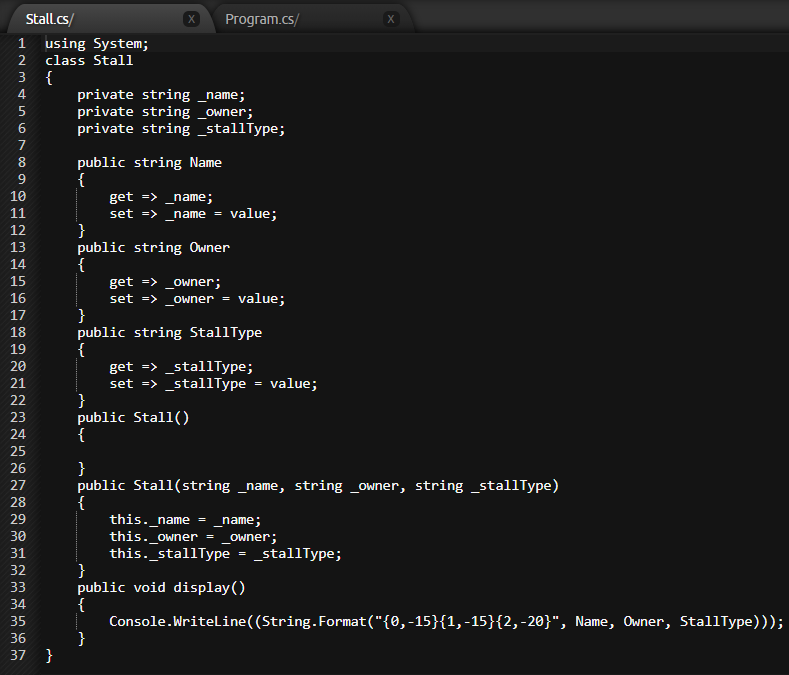 Stall.cs/ X Program.cs/ X
1 using System;
2 class Stall
3 {
4     private string _name;
5     private string _owner;
6     private string _stallType;
7
8     public string Name
9     {
10         get => _name;
11         set => _name = value;
12     }
13     public string Owner
14     {
15         get => _owner;
16         set => _owner = value;
17     }
18     public string StallType
19     {
20         get => _stallType;
21         set => _stallType = value;
22     }
23     public Stall()
24     {
25
26     }
27     public Stall(string _name, string _owner, string _stallType)
28     {
29         this._name = _name;
30         this._owner = _owner;
31         this._stallType = _stallType;
32     }
33     public void display()
34     {
35         Console.WriteLine((String.Format("{0,-15}{1,-15}{2,-20}", Name, Owner, StallType)));
36     }
37 }